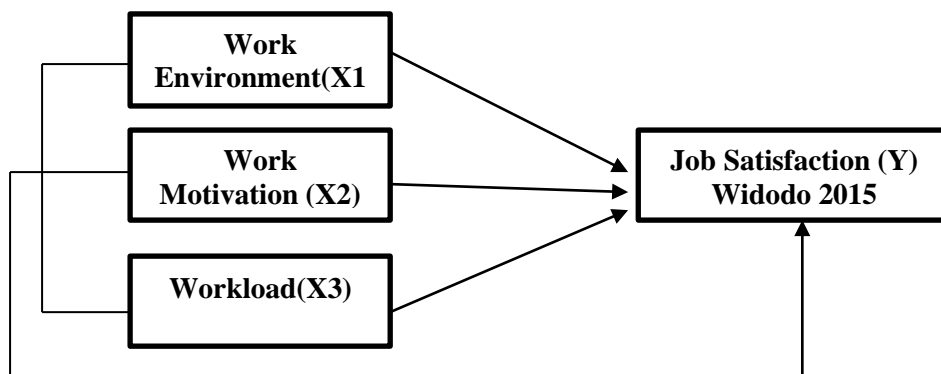 Work
Environment(X1
Work
Motivation (X2)
Workload(X3)
Job Satisfaction (Y)
Widodo 2015